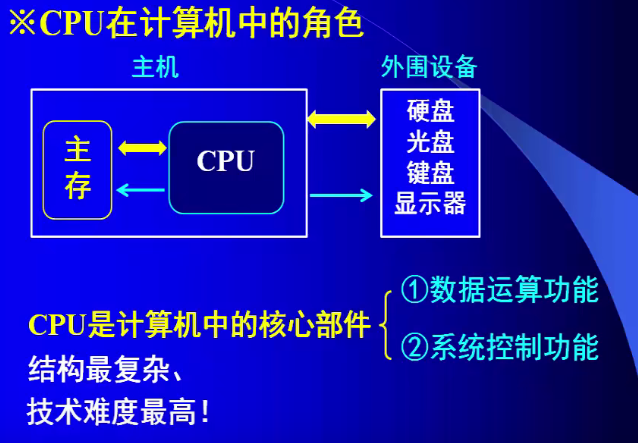 ※CPU在计算机中的角色
主机
外围设备
主存
CPU
硬盘
光盘
键盘
显示器
CPU是计算机中的核心部件
①数据运算功能
②系统控制功能
结构最复杂、
技术难度最高！